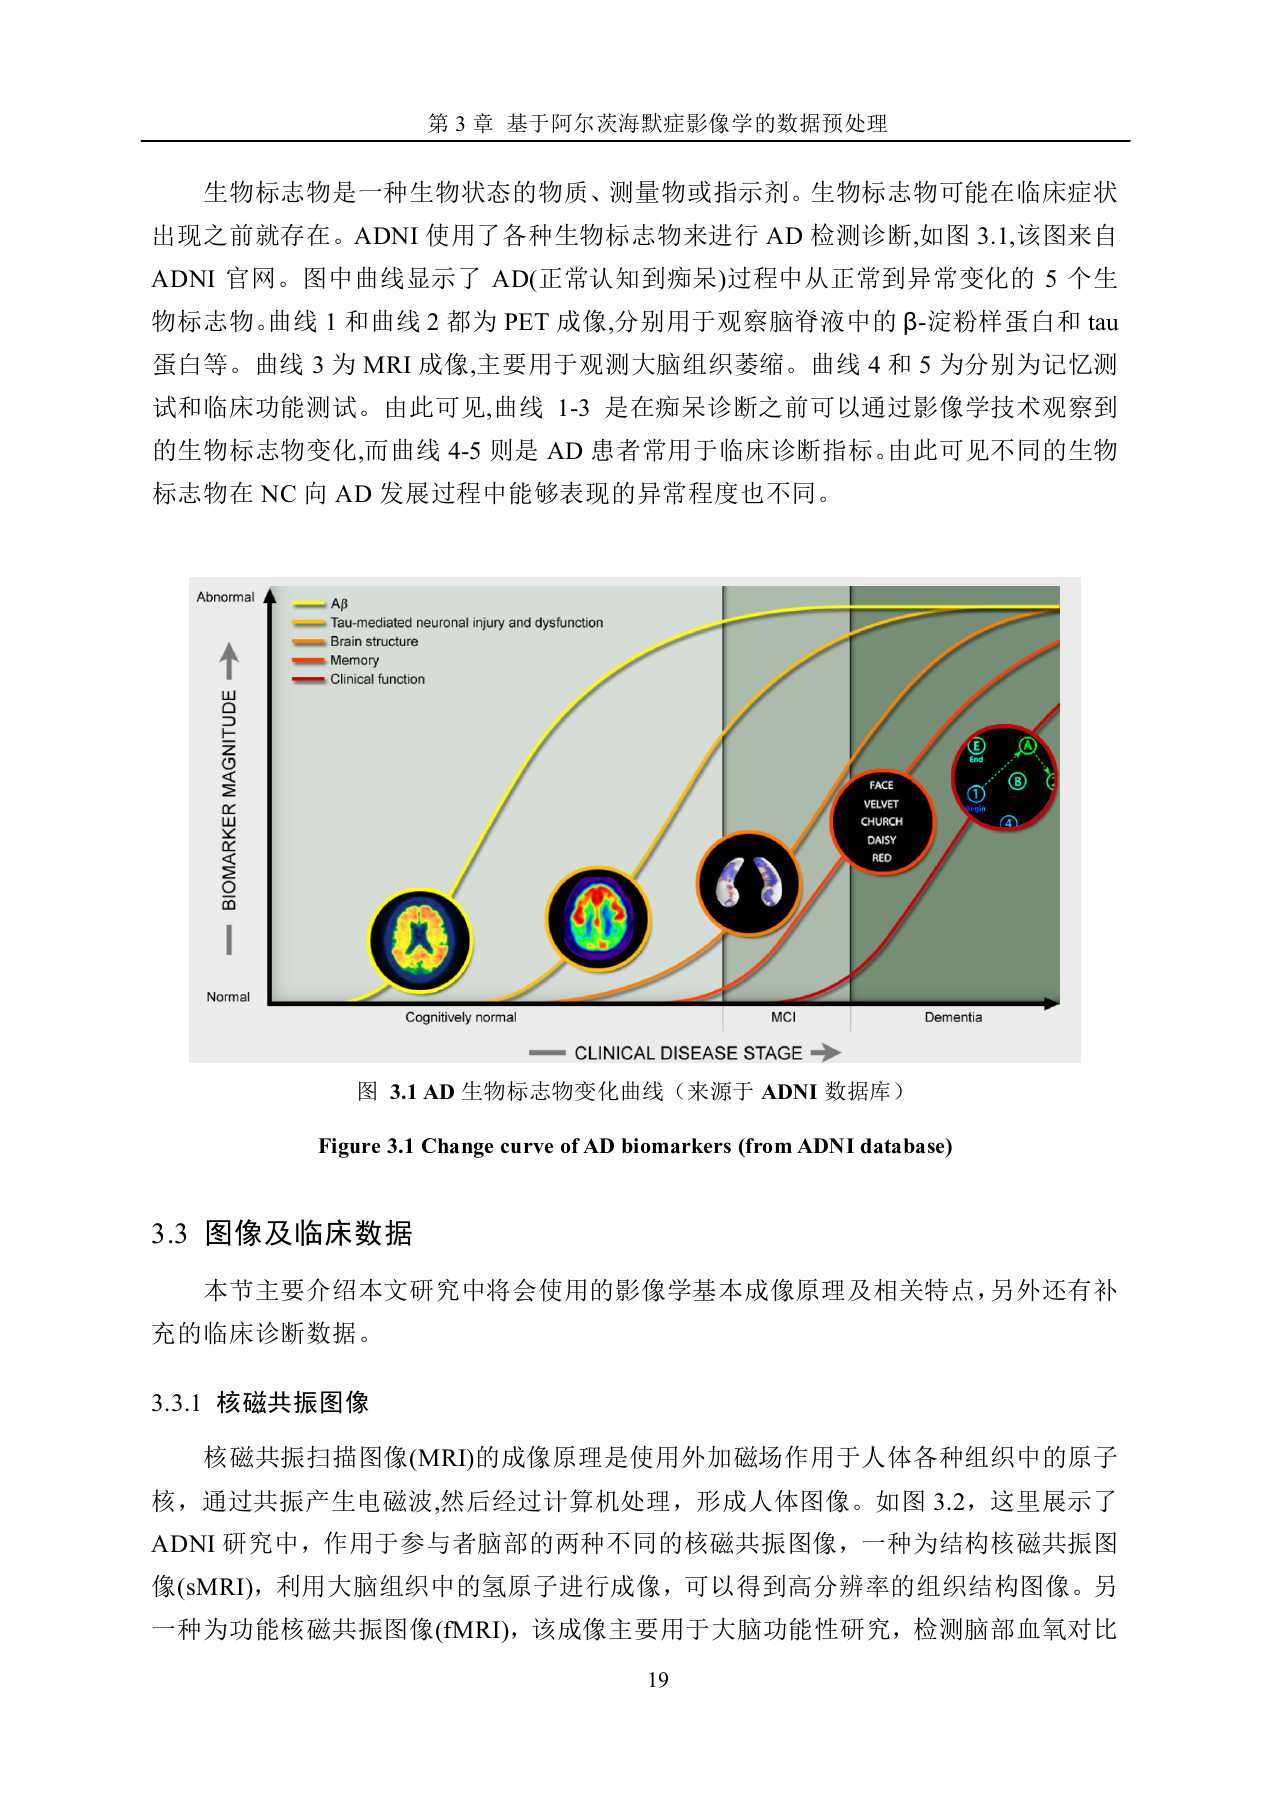 第 3 章 基于阿尔茨海默症影像学的数据预处理
生物标志物是一种生物状态的物质、测量物或指示剂。生物标志物可能在临床症状
出现之前就存在。ADNI 使用了各种生物标志物来进行 AD 检测诊断,如图 3.1,该图来自
ADNI 官网。图中曲线显示了 AD(正常认知到痴呆)过程中从正常到异常变化的 5 个生
物标志物。曲线 1 和曲线 2 都为 PET 成像,分别用于观察脑脊液中的 β-淀粉样蛋白和 tau
蛋白等。曲线 3 为 MRI 成像,主要用于观测大脑组织萎缩。曲线 4 和 5 为分别为记忆测
试和临床功能测试。由此可见,曲线 1-3 是在痴呆诊断之前可以通过影像学技术观察到
的生物标志物变化,而曲线 4-5 则是 AD 患者常用于临床诊断指标。由此可见不同的生物
标志物在 NC 向 AD 发展过程中能够表现的异常程度也不同。
Abnormal
Aβ
Tau-mediated neuronal injury and dysfunction
Brain structure
Memory
Clinical function
BIOMARKER MAGNITUDE
E
End
A
B
1
Begin
2
4
FACE
VELVET
CHURCH
DAISY
RED
Normal
Cognitively normal
MCI
Dementia
CLINICAL DISEASE STAGE
图 3.1 AD 生物标志物变化曲线（来源于 ADNI 数据库）
Figure 3.1 Change curve of AD biomarkers (from ADNI database)
3.3 图像及临床数据
本节主要介绍本文研究中将会使用的影像学基本成像原理及相关特点，另外还有补
充的临床诊断数据。
3.3.1 核磁共振图像
核磁共振扫描图像(MRI)的成像原理是使用外加磁场作用于人体各种组织中的原子
核，通过共振产生电磁波,然后经过计算机处理，形成人体图像。如图 3.2，这里展示了
ADNI 研究中，作用于参与者脑部的两种不同的核磁共振图像，一种为结构核磁共振图
像(sMRI)，利用大脑组织中的氢原子进行成像，可以得到高分辨率的组织结构图像。另
一种为功能核磁共振图像(fMRI)，该成像主要用于大脑功能性研究，检测脑部血氧对比
19